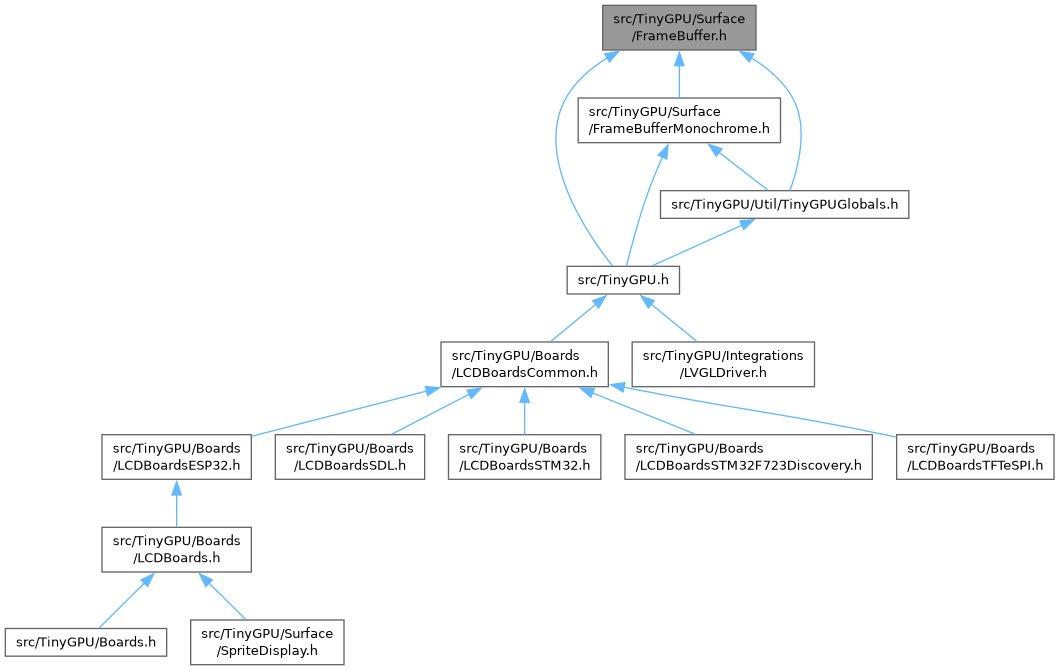 src/TinyGPU/Surface
/FrameBuffer.h
src/TinyGPU/Surface
/FrameBufferMonochrome.h
src/TinyGPU/Util/TinyGPUGlobals.h
src/TinyGPU.h
src/TinyGPU/Boards
/LCDBoardsCommon.h
src/TinyGPU/Integrations
/LVGLDriver.h
src/TinyGPU/Boards
/LCDBoardsESP32.h
src/TinyGPU/Boards
/LCDBoardsSDL.h
src/TinyGPU/Boards
/LCDBoardsSTM32.h
src/TinyGPU/Boards
/LCDBoardsSTM32F723Discovery.h
src/TinyGPU/Boards
/LCDBoardsTFTeSPI.h
src/TinyGPU/Boards
/LCDBoards.h
src/TinyGPU/Boards.h
src/TinyGPU/Surface
/SpriteDisplay.h